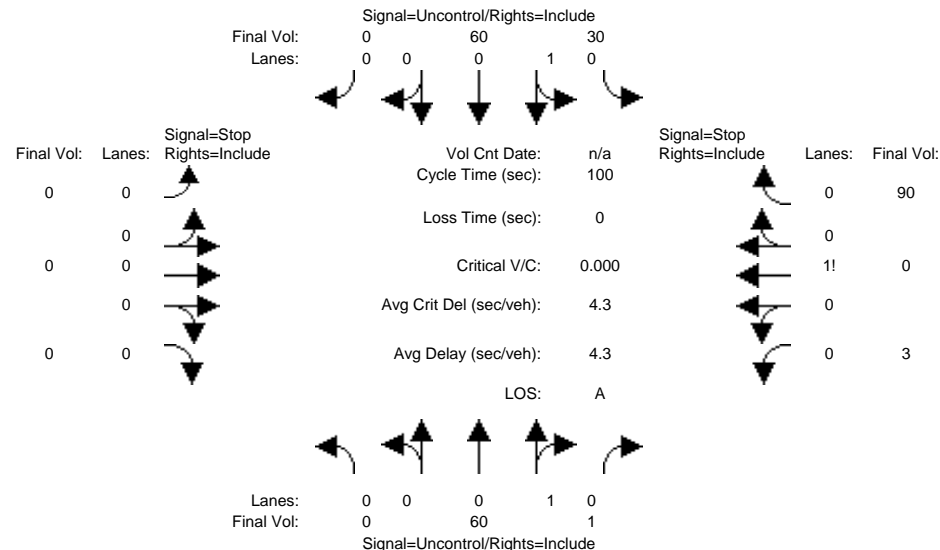 Signal=Uncontrol/Rights=Include
Final Vol: 0 60 30
Lanes: 0 0 0 1 0
Signal=Stop Signal=Stop
Final Vol: Lanes: Rights=Include Vol Cnt Date: n/a Rights=Include Lanes: Final Vol:
Cycle Time (sec): 100
0 0 0 90
Loss Time (sec): 0
0 0
0 0 Critical V/C: 0.000 1! 0
0 Avg Crit Del (sec/veh): 4.3 0
0 0 Avg Delay (sec/veh): 4.3 0 3
LOS: A
Lanes: 0 0 0 1 0
Final Vol: 0 60 1
Signal=Uncontrol/Rights=Include